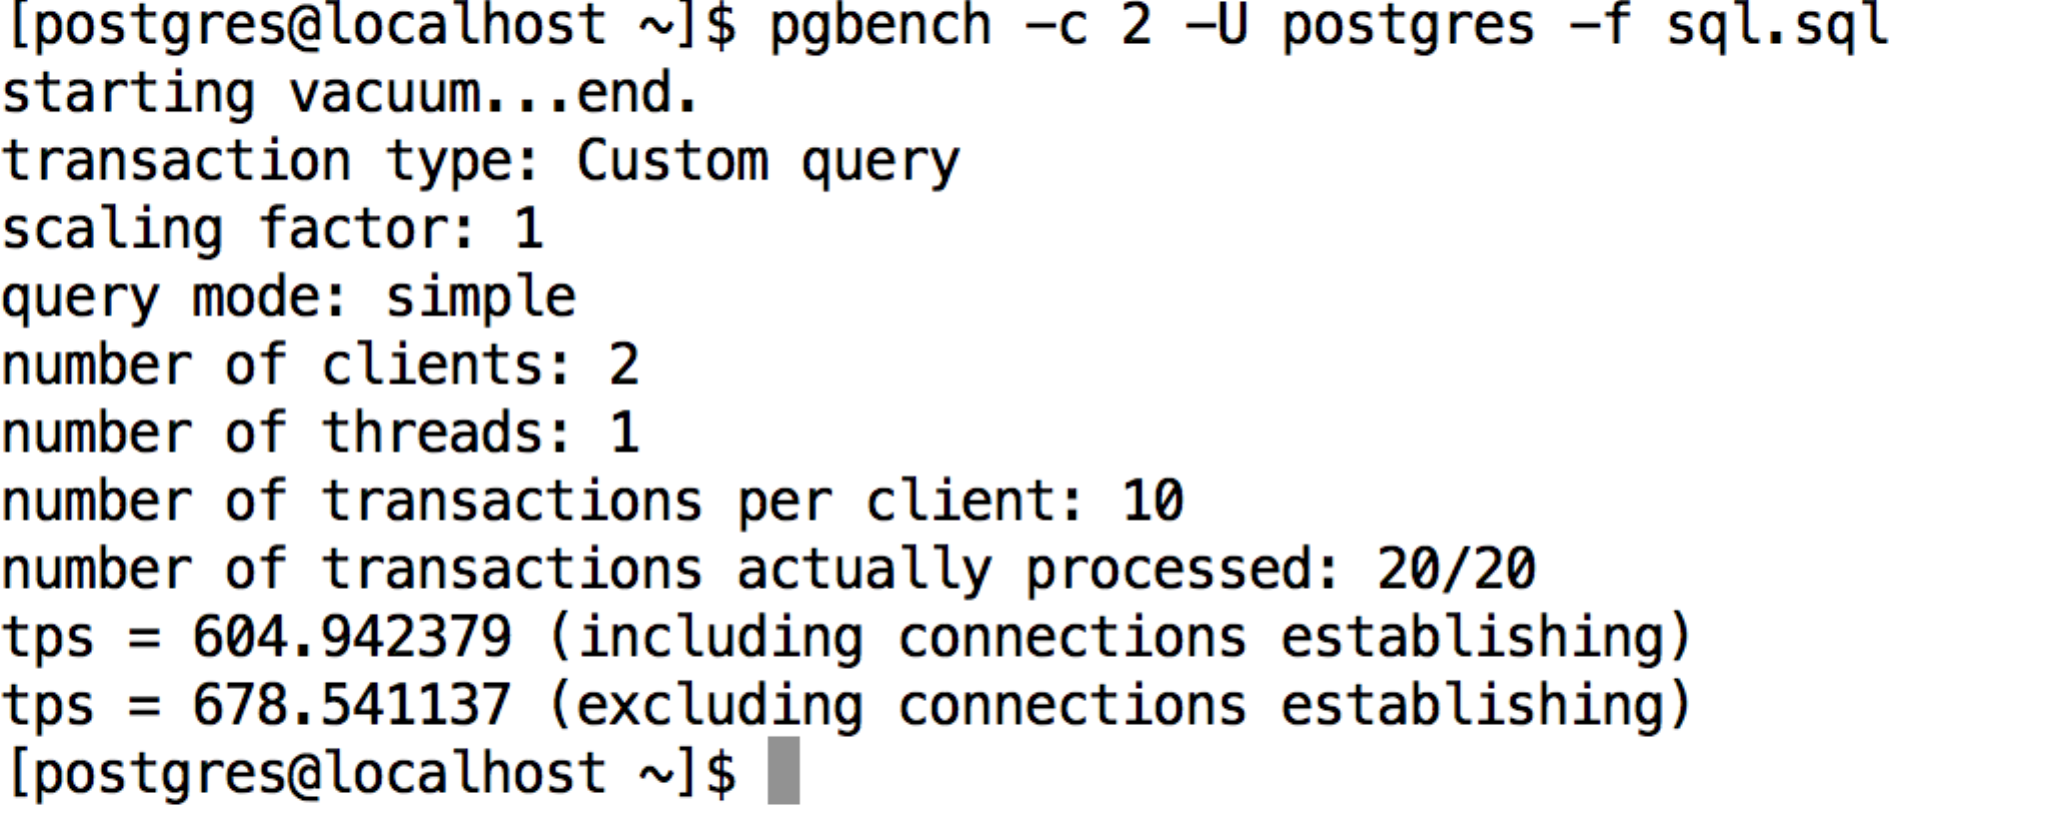 [postgres@localhost ~]$ pgbench -c 2 -U postgres -f sql.sql
starting vacuum...end.
transaction type: Custom query
scaling factor: 1
query mode: simple
number of clients: 2
number of threads: 1
number of transactions per client: 10
number of transactions actually processed: 20/20
tps = 604.942379 (including connections establishing)
tps = 678.541137 (excluding connections establishing)
[postgres@localhost ~]$